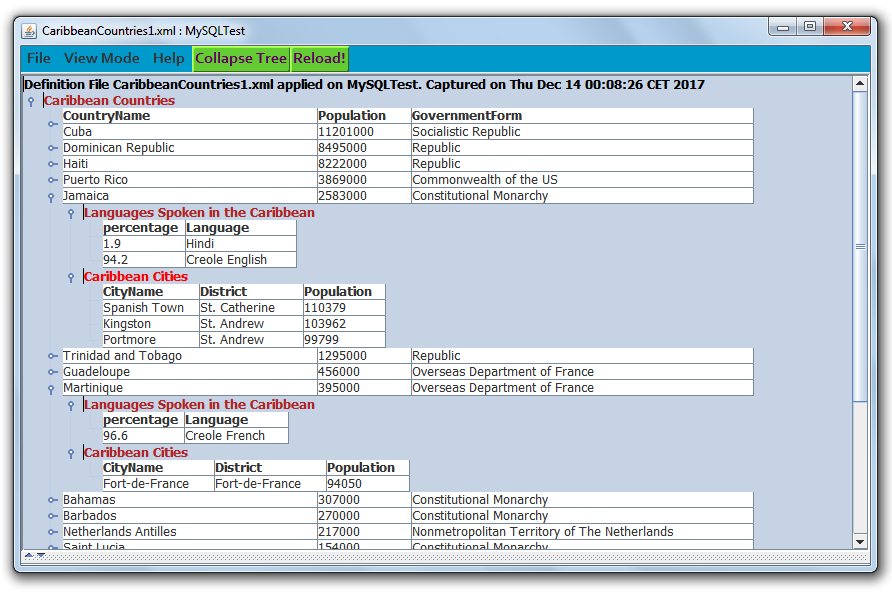 CaribbeanCountries1.xml : MySQLTest
File View Mode Help Collapse Tree Reload!
Definition File CaribbeanCountries1.xml applied on MySQLTest. Captured on Thu Dec 14 00:08:26 CET 2017
Caribbean Countries
CountryName Population GovernmentForm
Cuba 11201000 Socialistic Republic
Dominican Republic 8495000 Republic
Haiti 8222000 Republic
Puerto Rico 3869000 Commonwealth of the US
Jamaica 2583000 Constitutional Monarchy
Languages Spoken in the Caribbean
percentage Language
1.9 Hindi
94.2 Creole English
Caribbean Cities
CityName District Population
Spanish Town St. Catherine 110379
Kingston St. Andrew 103962
Portmore St. Andrew 99799
Trinidad and Tobago 1295000 Republic
Guadeloupe 456000 Overseas Department of France
Martinique 395000 Overseas Department of France
Languages Spoken in the Caribbean
percentage Language
96.6 Creole French
Caribbean Cities
CityName District Population
Fort-de-France Fort-de-France 94050
Bahamas 307000 Constitutional Monarchy
Barbados 270000 Constitutional Monarchy
Netherlands Antilles 217000 Nonmetropolitan Territory of The Netherlands
Saint Lucia 154000 Constitutional Monarchy